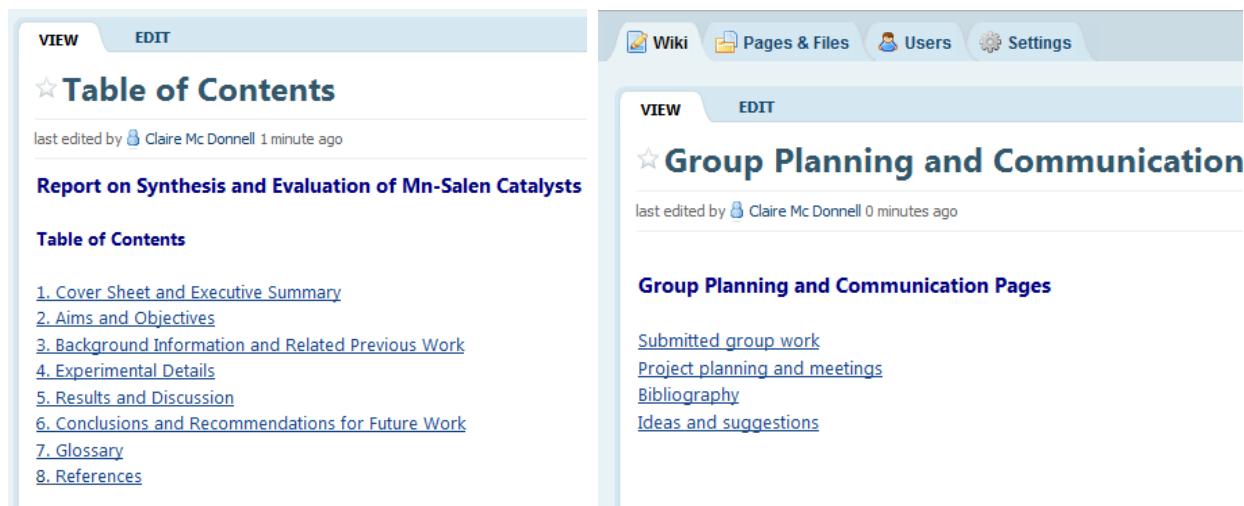 VIEW EDIT
Table of Contents
last edited by Claire Mc Donnell 1 minute ago
Report on Synthesis and Evaluation of Mn-Salen Catalysts
Table of Contents
1. Cover Sheet and Executive Summary
2. Aims and Objectives
3. Background Information and Related Previous Work
4. Experimental Details
5. Results and Discussion
6. Conclusions and Recommendations for Future Work
7. Glossary
8. References
Wiki Pages & Files Users Settings
VIEW EDIT
Group Planning and Communication
last edited by Claire Mc Donnell 0 minutes ago
Group Planning and Communication Pages
Submitted group work
Project planning and meetings
Bibliography
Ideas and suggestions